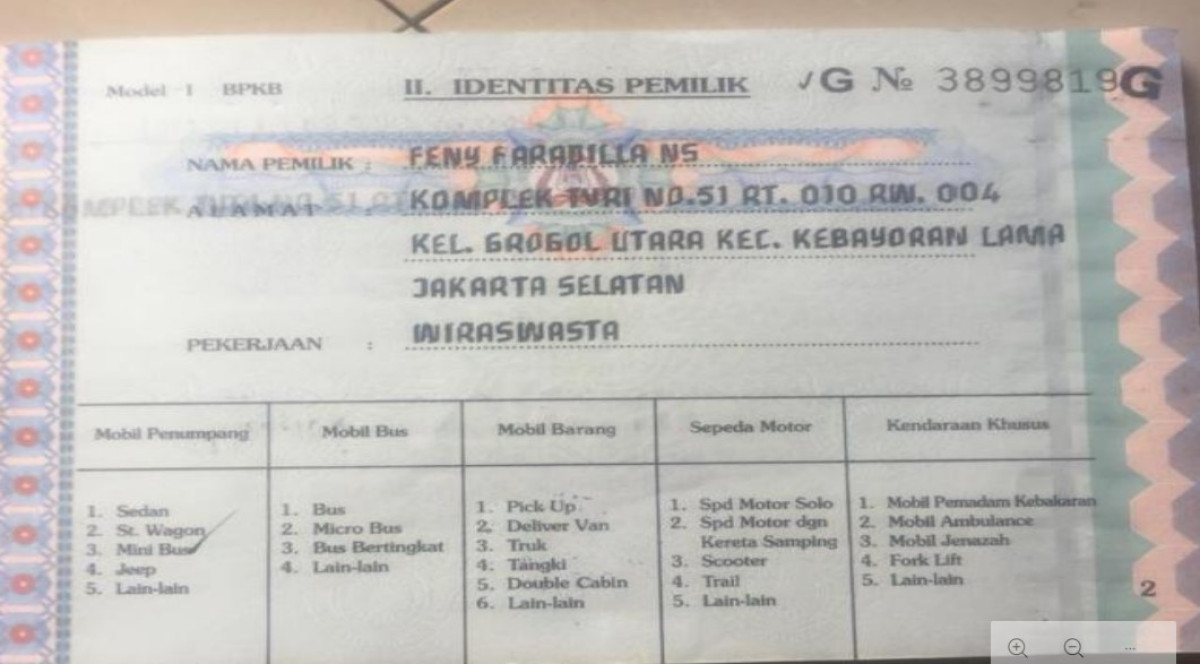 Model I BPKB II. IDENTITAS PEMILIK √G № 3899819G
NAMA PEMILIK : FENY FARADILLA NS
ALAMAT : KOMPLEK TVRI NO.51 RT. 010 RW. 004
KEL. GROGOL UTARA KEC. KEBAYORAN LAMA
JAKARTA SELATAN
PEKERJAAN : WIRASWASTA
Mobil Penumpang Mobil Bus Mobil Barang Sepeda Motor Kendaraan Khusus
1. Sedan 1. Bus 1. Pick Up 1. Spd Motor Solo 1. Mobil Pemadam Kebakaran
2. St. Wagon 2. Micro Bus 2. Deliver Van 2. Spd Motor dgn 2. Mobil Ambulance
3. Mini Bus 3. Bus Bertingkat 3. Truk Kereta Samping 3. Mobil Jenazah
4. Jeep 4. Lain-lain 4. Tangki 3. Scooter 4. Fork Lift
5. Lain-lain 5. Double Cabin 4. Trail 5. Lain-lain
6. Lain-lain 5. Lain-lain
2